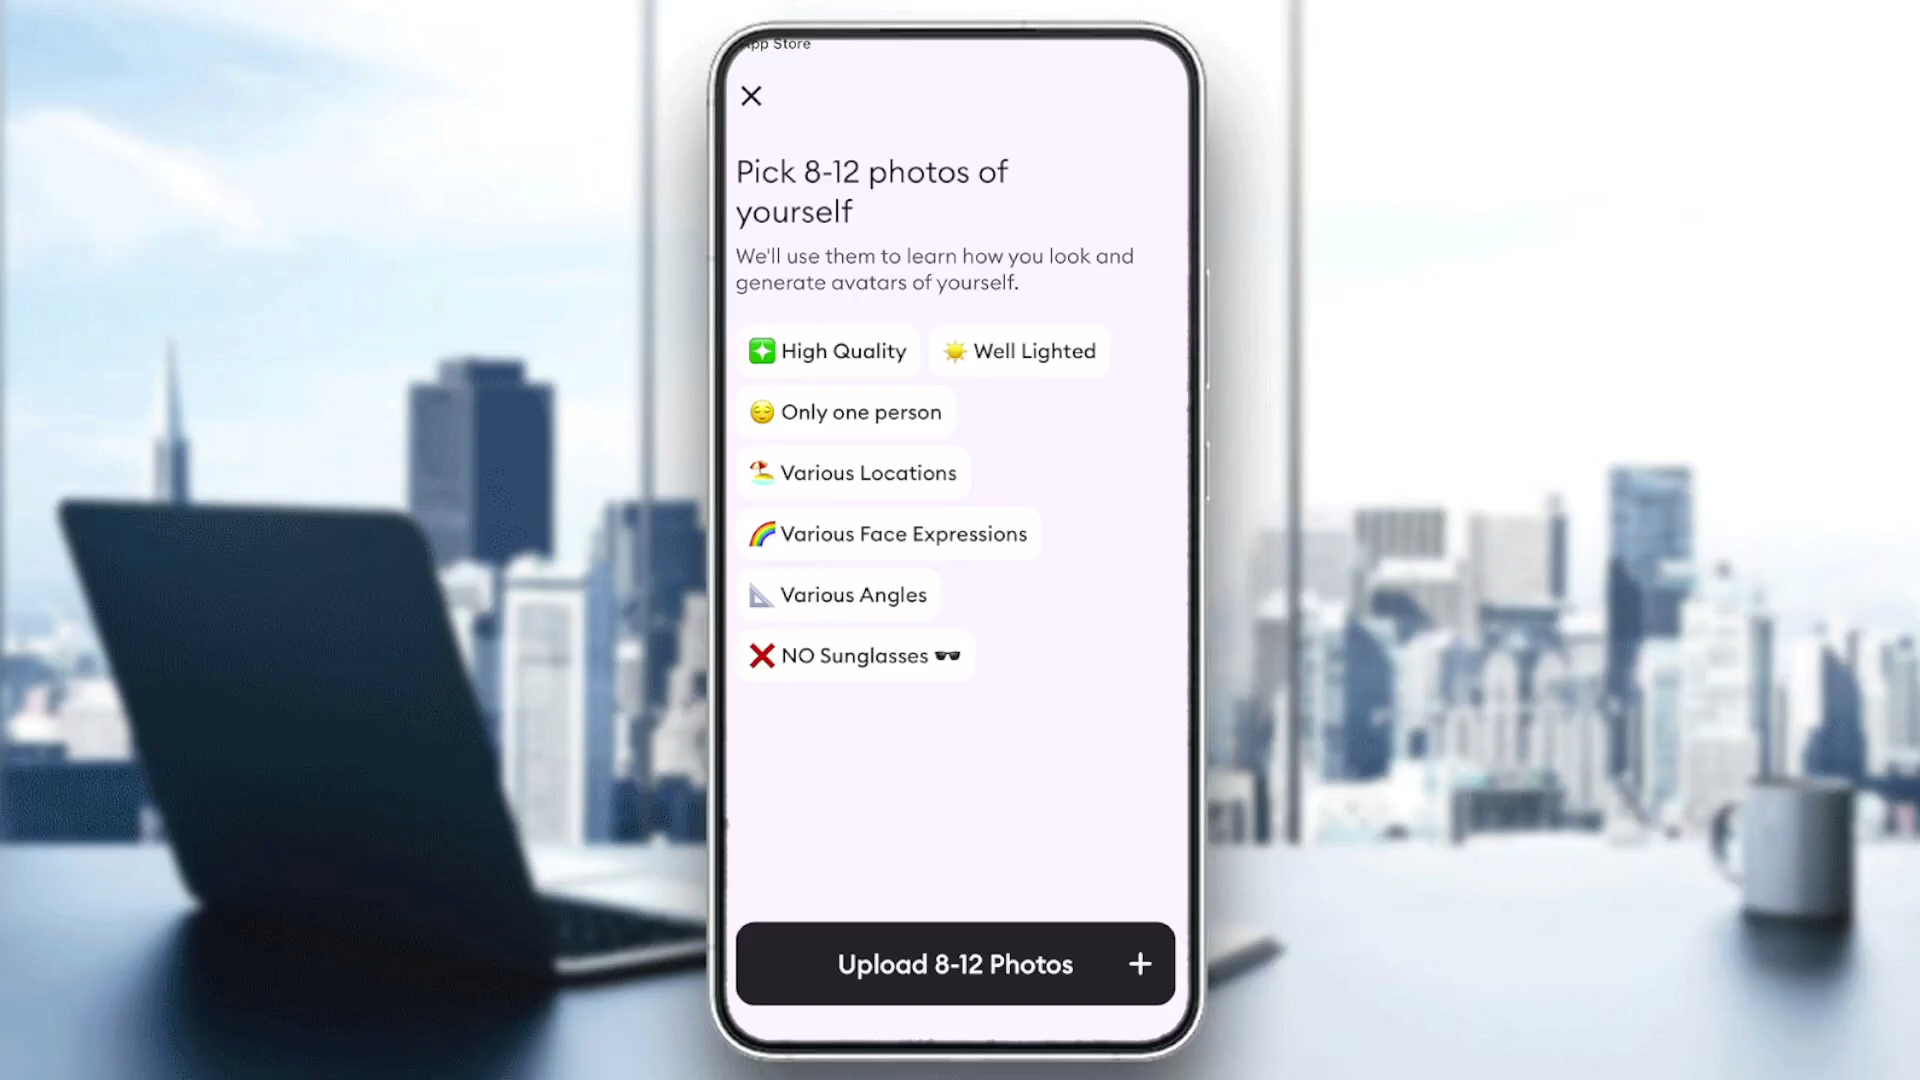 App Store
Pick 8-12 photos of
yourself
We'll use them to learn how you look and
generate avatars of yourself.
High Quality
Well Lighted
Only one person
Various Locations
Various Face Expressions
Various Angles
NO Sunglasses
Upload 8-12 Photos +